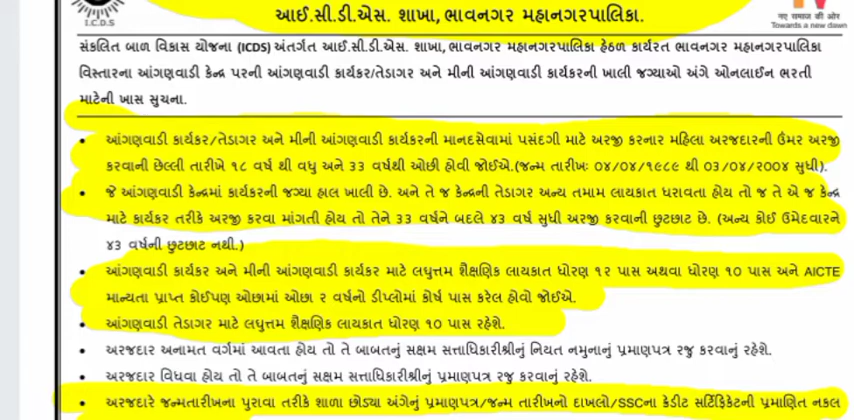 આઈ.સી.ડી.એસ. શાખા, ભાવનગર મહાનગરપાલિકા.
I.C.D.S
नए समाज की ओर
Towards a new dawn
સંકલિત બાળ વિકાસ યોજના (ICDS) અંતર્ગત આઈ.સી.ડી.એસ. શાખા, ભાવનગર મહાનગરપાલિકા હેઠળ કાર્યરત ભાવનગર મહાનગરપાલિકા
વિસ્તારના આંગણવાડી કેન્દ્ર પરની આંગણવાડી કાર્યકર/તેડાગર અને મીની આંગણવાડી કાર્યકરની ખાલી જગ્યાઓ અંગે ઓનલાઈન ભરતી
માટેની ખાસ સુચના.
• આંગણવાડી કાર્યકર/તેડાગર અને મીની આંગણવાડી કાર્યકરની માનદસેવામાં પસંદગી માટે અરજી કરનાર મહિલા અરજદારની ઉંમર અરજી
કરવાની છેલ્લી તારીખે ૧૮ વર્ષ થી વધુ અને ૩૩ વર્ષથી ઓછી હોવી જોઈએ.(જન્મ તારીખઃ ૦૪/૦૪/૧૯૮૯ થી ૦૩/૦૪/૨૦૦૪ સુધી).
• જે આંગણવાડી કેન્દ્રમાં કાર્યકરની જગ્યા હાલ ખાલી છે. અને તે જ કેન્દ્રની તેડાગર અન્ય તમામ લાયકાત ધરાવતા હોય તો જ તે એ જ કેન્દ્ર
માટે કાર્યકર તરીકે અરજી કરવા માંગતી હોય તો તેને ૩૩ વર્ષને બદલે ૪૩ વર્ષ સુધી અરજી કરવાની છુટછાટ છે. (અન્ય કોઈ ઉમેદવારને
૪૩ વર્ષની છુટછાટ નથી.)
• આંગણવાડી કાર્યકર અને મીની આંગણવાડી કાર્યકર માટે લઘુત્તમ શૈક્ષણિક લાયકાત ધોરણ ૧૨ પાસ અથવા ધોરણ ૧૦ પાસ અને AICTE
માન્યતા પ્રાપ્ત કોઈપણ ઓછામાં ઓછા ૨ વર્ષનો ડીપ્લોમાં કોર્ષ પાસ કરેલ હોવો જોઈએ.
• આંગણવાડી તેડાગર માટે લઘુત્તમ શૈક્ષણિક લાયકાત ધોરણ ૧૦ પાસ રહેશે.
• અરજદાર અનામત વર્ગમાં આવતા હોય તો તે બાબતનું સક્ષમ સત્તાધિકારીશ્રીનું નિયત નમુનાનું પ્રમાણપત્ર રજુ કરવાનું રહેશે.
• અરજદાર વિધવા હોય તો તે બાબતનું સક્ષમ સત્તાધિકારીશ્રીનું પ્રમાણપત્ર રજુ કરવાનું રહેશે.
• અરજદારે જન્મતારીખના પુરાવા તરીકે શાળા છોડ્યા અંગેનું પ્રમાણપત્ર/જન્મ તારીખનો દાખલો/SSCના ક્રેડીટ સર્ટિફિકેટની પ્રમાણિત નકલ